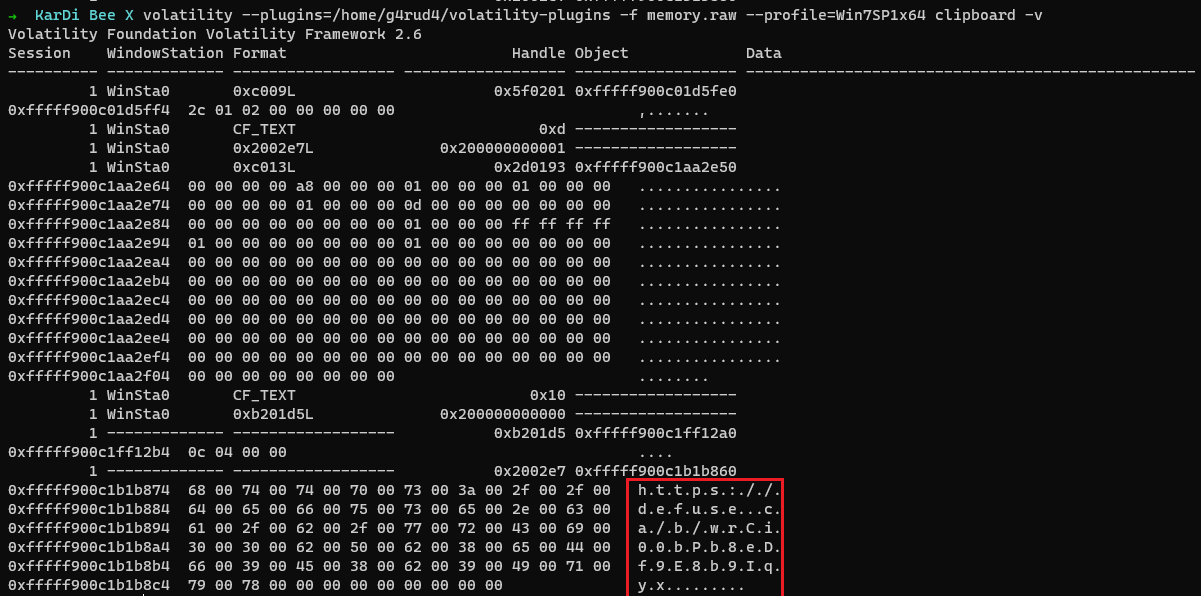 → KarDi Bee X volatility --plugins=/home/g4rud4/volatility-plugins -f memory.raw --profile=Win7SP1x64 clipboard -v
Volatility Foundation Volatility Framework 2.6
Session    WindowStation Format                         Handle Object             Data
---------- ------------- ------------------ ------------------ ------------------ --------------------------------------------------
         1 WinSta0       0xc009L                      0x5f0201 0xfffff900c01d5fe0
0xfffff900c01d5ff4  2c 01 02 00 00 00 00 00                           ,.......
         1 WinSta0       CF_TEXT                           0xd ------------------
         1 WinSta0       0x2002e7L              0x200000000001 ------------------
         1 WinSta0       0xc013L                      0x2d0193 0xfffff900c1aa2e50
0xfffff900c1aa2e64  00 00 00 00 a8 00 00 00 01 00 00 00 01 00 00 00   ................
0xfffff900c1aa2e74  00 00 00 00 01 00 00 00 0d 00 00 00 00 00 00 00   ................
0xfffff900c1aa2e84  00 00 00 00 00 00 00 00 01 00 00 00 ff ff ff ff   ................
0xfffff900c1aa2e94  01 00 00 00 00 00 00 00 01 00 00 00 00 00 00 00   ................
0xfffff900c1aa2ea4  00 00 00 00 00 00 00 00 00 00 00 00 00 00 00 00   ................
0xfffff900c1aa2eb4  00 00 00 00 00 00 00 00 00 00 00 00 00 00 00 00   ................
0xfffff900c1aa2ec4  00 00 00 00 00 00 00 00 00 00 00 00 00 00 00 00   ................
0xfffff900c1aa2ed4  00 00 00 00 00 00 00 00 00 00 00 00 00 00 00 00   ................
0xfffff900c1aa2ee4  00 00 00 00 00 00 00 00 00 00 00 00 00 00 00 00   ................
0xfffff900c1aa2ef4  00 00 00 00 00 00 00 00 00 00 00 00 00 00 00 00   ................
0xfffff900c1aa2f04  00 00 00 00 00 00 00 00                           ........
         1 WinSta0       CF_TEXT                          0x10 ------------------
         1 WinSta0       0xb201d5L              0x200000000000 ------------------
         1 ------------- ------------------           0xb201d5 0xfffff900c1ff12a0
0xfffff900c1ff12b4  0c 04 00 00                                       ....
         1 ------------- ------------------           0x2002e7 0xfffff900c1b1b860
0xfffff900c1b1b874  68 00 74 00 74 00 70 00 73 00 3a 00 2f 00 2f 00   h.t.t.p.s.:././.
0xfffff900c1b1b884  64 00 65 00 66 00 75 00 73 00 65 00 2e 00 63 00   d.e.f.u.s.e...c.
0xfffff900c1b1b894  61 00 2f 00 62 00 2f 00 77 00 72 00 43 00 69 00   a./.b./.w.r.C.i.
0xfffff900c1b1b8a4  30 00 30 00 62 00 50 00 62 00 38 00 65 00 44 00   0.0.b.P.b.8.e.D.
0xfffff900c1b1b8b4  66 00 39 00 45 00 38 00 62 00 39 00 49 00 71 00   f.9.E.8.b.9.I.q.
0xfffff900c1b1b8c4  79 00 78 00 00 00 00 00 00 00 00 00               y.x.........